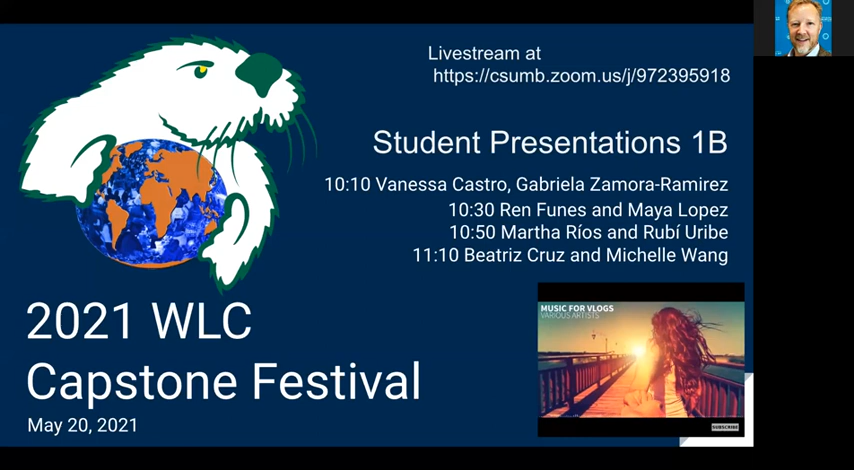 Livestream at
https://csumb.zoom.us/j/972395918
Student Presentations 1B
10:10 Vanessa Castro, Gabriela Zamora-Ramirez
10:30 Ren Funes and Maya Lopez
10:50 Martha Ríos and Rubí Uribe
11:10 Beatriz Cruz and Michelle Wang
2021 WLC
Capstone Festival
May 20, 2021
MUSIC FOR VLOGS
VARIOUS ARTISTS
SUBSCRIBE